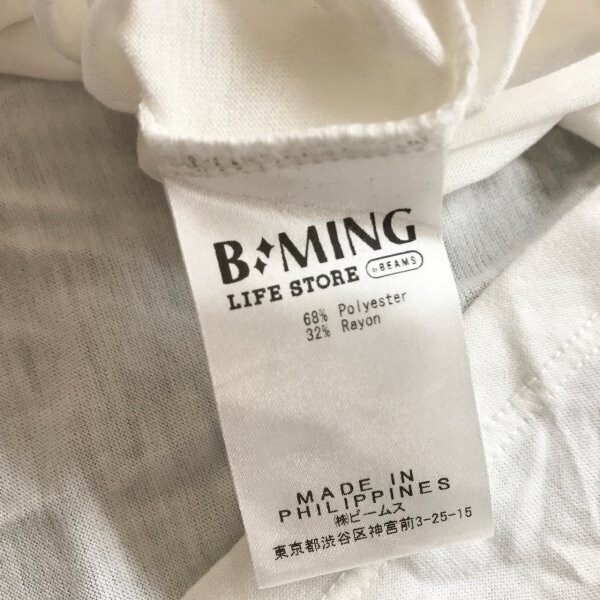 B✦MING
LIFE STORE by BEAMS
68% Polyester
32% Rayon
MADE IN
PHILIPPINES
㈱ビームス
東京都渋谷区神宮前3-25-15